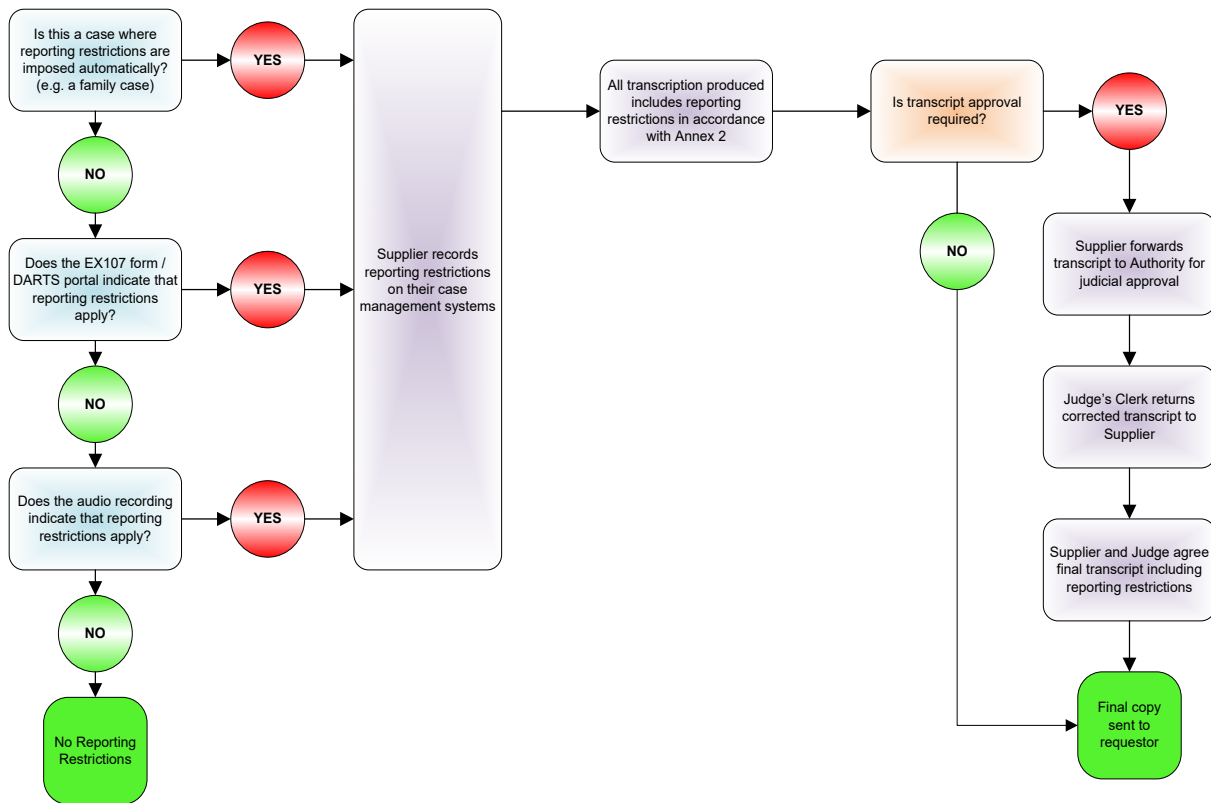 Is this a case where
reporting restrictions are
imposed automatically?
(e.g. a family case)
YES
NO
Does the EX107 form /
DARTS portal indicate that
reporting restrictions
apply?
YES
NO
Does the audio recording
indicate that reporting
restrictions apply?
YES
NO
No Reporting
Restrictions
Supplier records
reporting restrictions
on their case
management systems
All transcription produced
includes reporting
restrictions in accordance
with Annex 2
Is transcript approval
required?
YES
NO
Supplier forwards
transcript to Authority for
judicial approval
Judge’s Clerk returns
corrected transcript to
Supplier
Supplier and Judge agree
final transcript including
reporting restrictions
Final copy
sent to
requestor